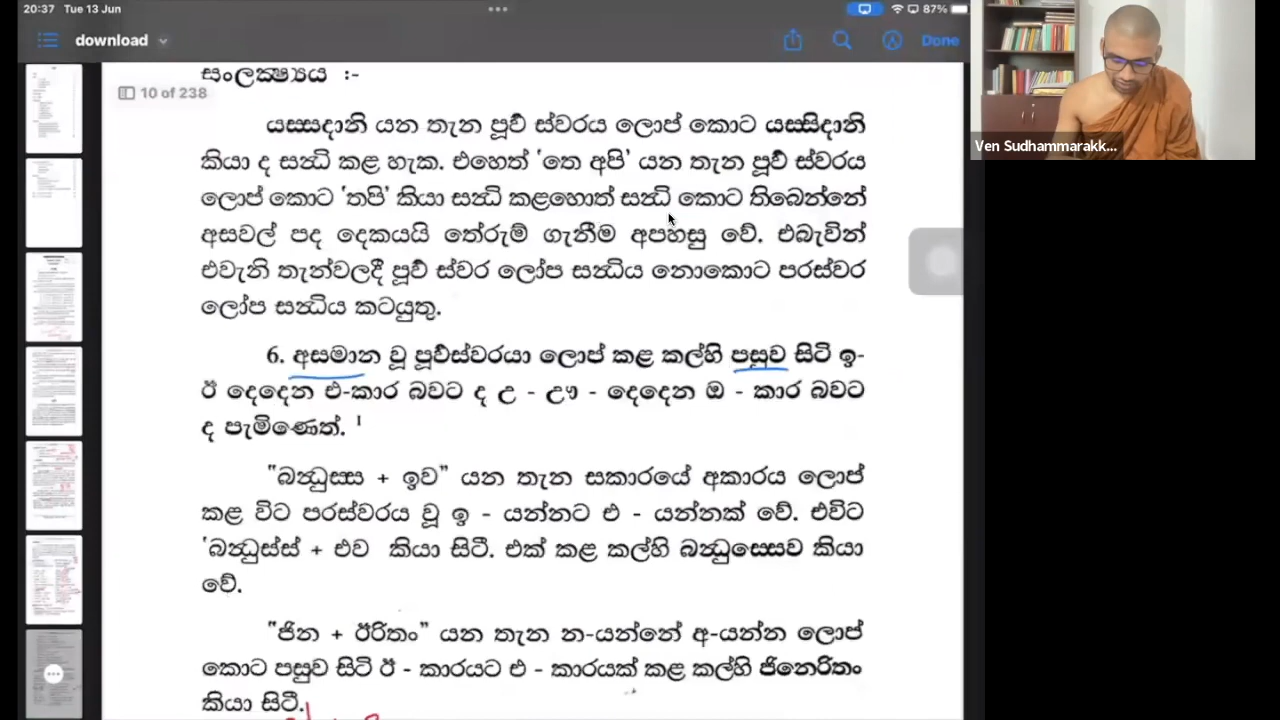 20:37 Tue 13 Jun
87%
download
Done
10 of 238
සංලක්‍ෂ්‍යය :-
යස්සදානි යන තැන පූර්‍ව ස්වරය ලොප් කොට යස්සිදානි
කියා ද සන්‍ධි කළ හැක. එහෙත් ‘තෙ අපි’ යන තැන පූර්‍ව ස්වරය
ලොප් කොට ‘තපි’ කියා සන්‍ධි කළහොත් සන්‍ධි කොට තිබෙන්නේ
අසවල් පද දෙකයයි තේරුම් ගැනීම අපහසු වේ. එබැවින්
එවැනි තැන්වලදී පූර්‍ව ස්වර ලෝප සන්‍ධිය නොකොට පරස්වර
ලෝප සන්‍ධිය කටයුතු.
6. අසමාන වූ පූර්‍වස්වරයා ලොප් කළ කල්හි පසුව සිටි ඉ-
ඊ දෙදෙන එ-කාර බවට ද උ - ඌ - දෙදෙන ඔ - කාර බවට
ද පැමිණෙත්. 1
“බන්‍ධුස්ස + ඉව” යන තැන සකාරයේ අකාරය ලොප්
කළ විට පරස්වරය වූ ඉ - යන්නට එ - යන්නක් වේ. එවිට
‘බන්‍ධුස්ස් + එව කියා සිටී. එක් කළ කල්හි බන්‍ධුස්සෙව කියා
වේ.
“ජින + ඊරිතං” යන තැන න-යන්නේ අ-යන්න ලොප්
කොට පසුව සිටි ඊ - කාරයට එ - කාරයක් කළ කල්හි ජිනෙරිතං
කියා සිටී.
Ven Sudhammarakk...